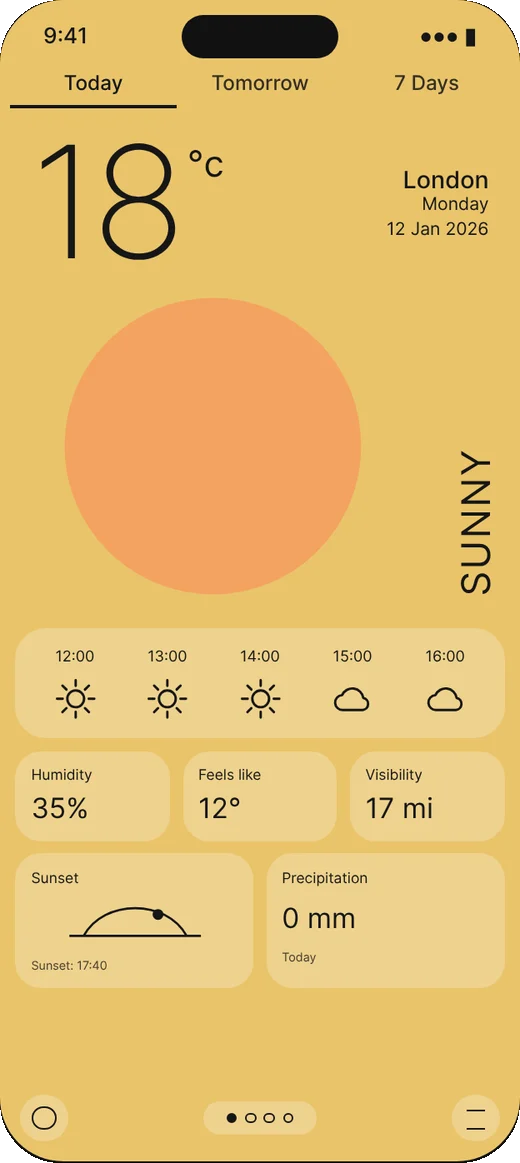 9:41
Today Tomorrow 7 Days
18 °c
London
Monday
12 Jan 2026
SUNNY
12:00 13:00 14:00 15:00 16:00
Humidity Feels like Visibility
35% 12° 17 mi
Sunset Precipitation
0 mm
Today
Sunset: 17:40